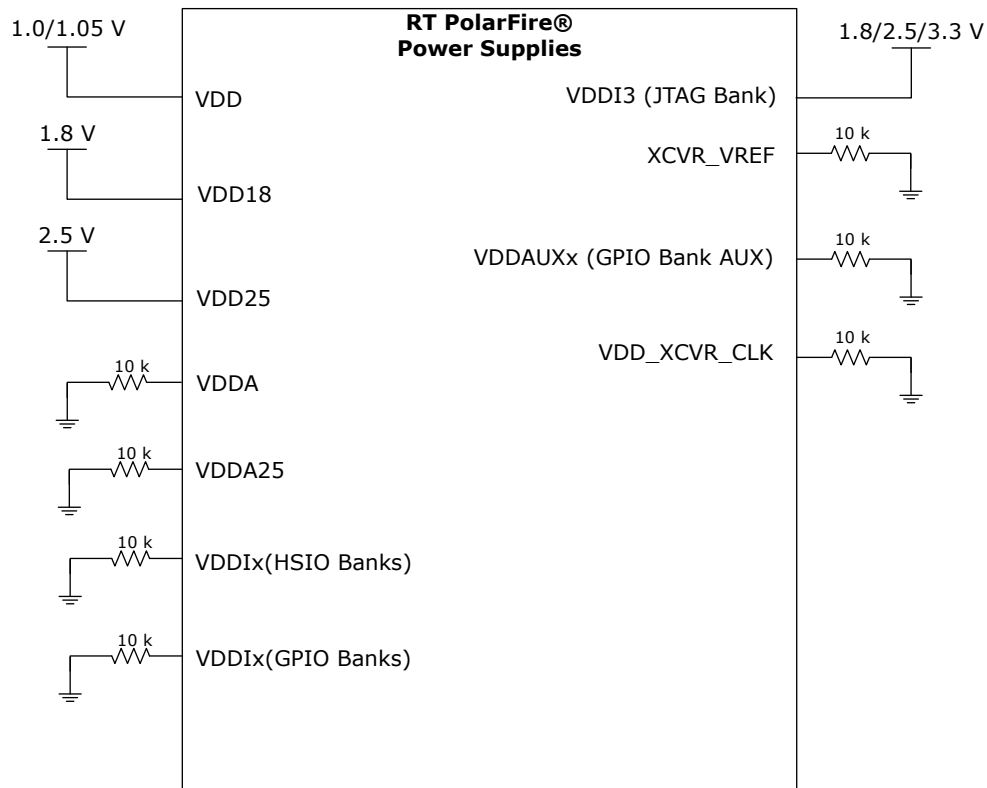 RT PolarFire®
Power Supplies
1.0/1.05 V
VDD
1.8 V
VDD18
2.5 V
VDD25
10 k
VDDA
10 k
VDDA25
10 k
VDDIx(HSIO Banks)
10 k
VDDIx(GPIO Banks)
1.8/2.5/3.3 V
VDDI3 (JTAG Bank)
10 k
XCVR_VREF
10 k
VDDAUXx (GPIO Bank AUX)
10 k
VDD_XCVR_CLK